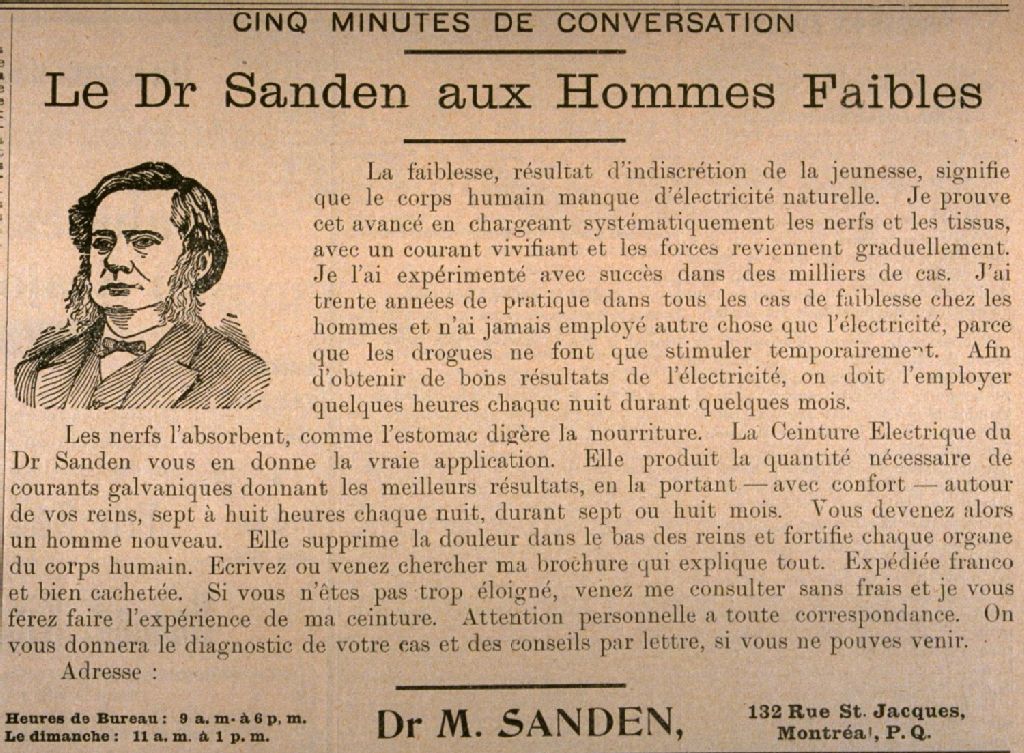 CINQ MINUTES DE CONVERSATION
Le Dr Sanden aux Hommes Faibles
La faiblesse, résultat d'indiscrétion de la jeunesse, signifie
que le corps humain manque d'électricité naturelle. Je prouve
cet avancé en chargeant systématiquement les nerfs et les tissus,
avec un courant vivifiant et les forces reviennent graduellement.
Je l'ai expérimenté avec succès dans des milliers de cas. J'ai
trente années de pratique dans tous les cas de faiblesse chez les
hommes et n'ai jamais employé autre chose que l'électricité, parce
que les drogues ne font que stimuler temporairement. Afin
d'obtenir de bons résultats de l'électricité, on doit l'employer
quelques heures chaque nuit durant quelques mois.
Les nerfs l'absorbent, comme l'estomac digère la nourriture. La Ceinture Electrique du
Dr Sanden vous en donne la vraie application. Elle produit la quantité nécessaire de
courants galvaniques donnant les meilleurs résultats, en la portant — avec confort — autour
de vos reins, sept à huit heures chaque nuit, durant sept ou huit mois. Vous devenez alors
un homme nouveau. Elle supprime la douleur dans le bas des reins et fortifie chaque organe
du corps humain. Ecrivez ou venez chercher ma brochure qui explique tout. Expédiée franco
et bien cachetée. Si vous n'êtes pas trop éloigné, venez me consulter sans frais et je vous
ferez faire l'expérience de ma ceinture. Attention personnelle a toute correspondance. On
vous donnera le diagnostic de votre cas et des conseils par lettre, si vous ne pouves venir.
Adresse :
Heures de Bureau : 9 a. m. à 6 p. m.
Le dimanche : 11 a. m. à 1 p. m.
Dr M. SANDEN,
132 Rue St. Jacques,
Montréal, P. Q.